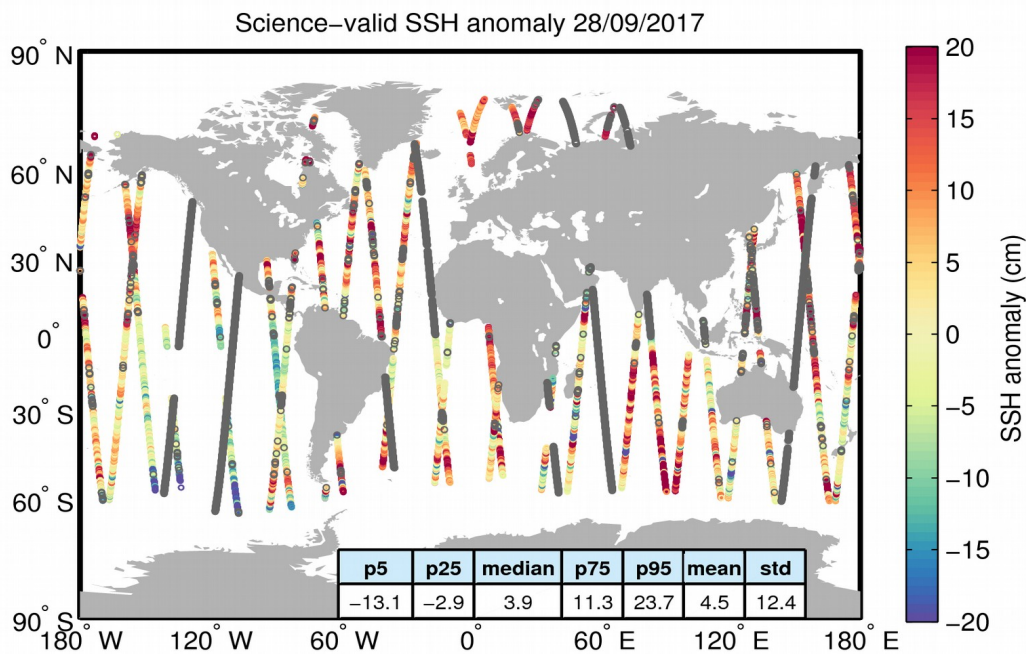 Science−valid SSH anomaly 28/09/2017
90° N
60° N
30° N
0°
30° S
60° S
90° S
180° W
120° W
60° W
0°
60° E
120° E
180° E
p5 p25 median p75 p95 mean std
−13.1 −2.9 3.9 11.3 23.7 4.5 12.4
20
15
10
5
0
−5
−10
−15
−20
SSH anomaly (cm)